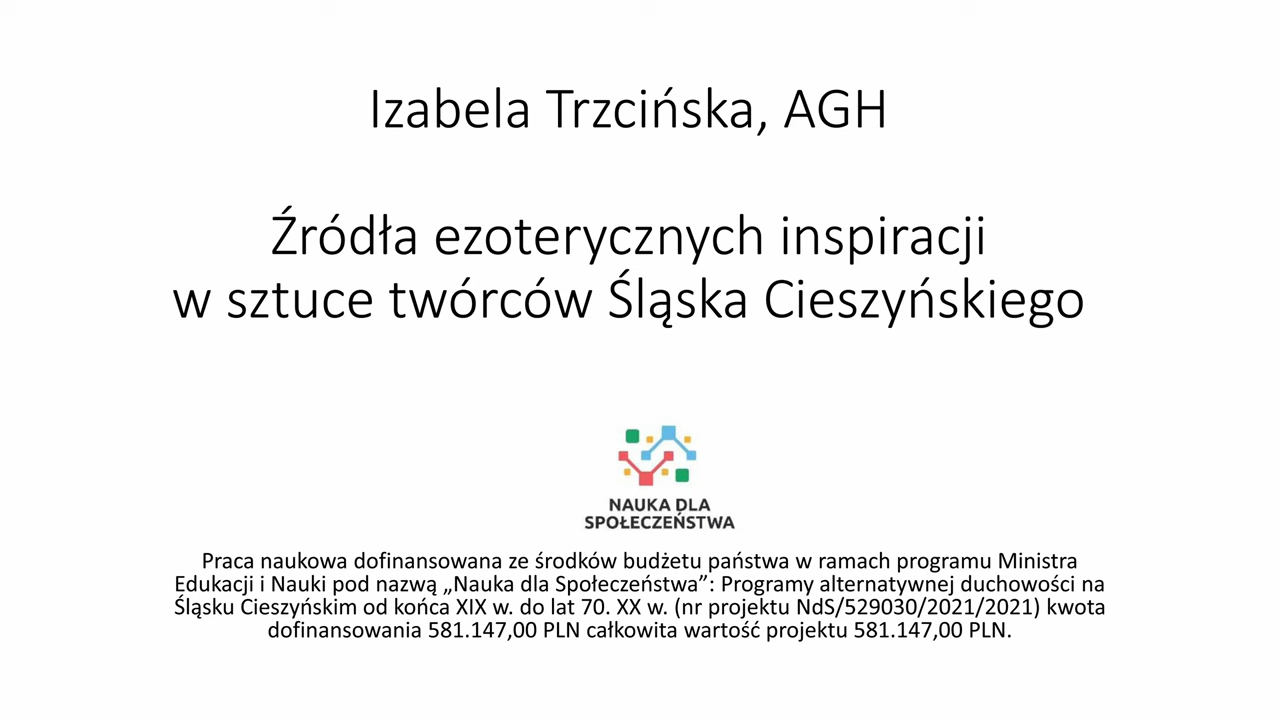 Izabela Trzcińska, AGH
Źródła ezoterycznych inspiracji
w sztuce twórców Śląska Cieszyńskiego
NAUKA DLA
SPOŁECZEŃSTWA
Praca naukowa dofinansowana ze środków budżetu państwa w ramach programu Ministra
Edukacji i Nauki pod nazwą „Nauka dla Społeczeństwa”: Programy alternatywnej duchowości na
Śląsku Cieszyńskim od końca XIX w. do lat 70. XX w. (nr projektu NdS/529030/2021/2021) kwota
dofinansowania 581.147,00 PLN całkowita wartość projektu 581.147,00 PLN.